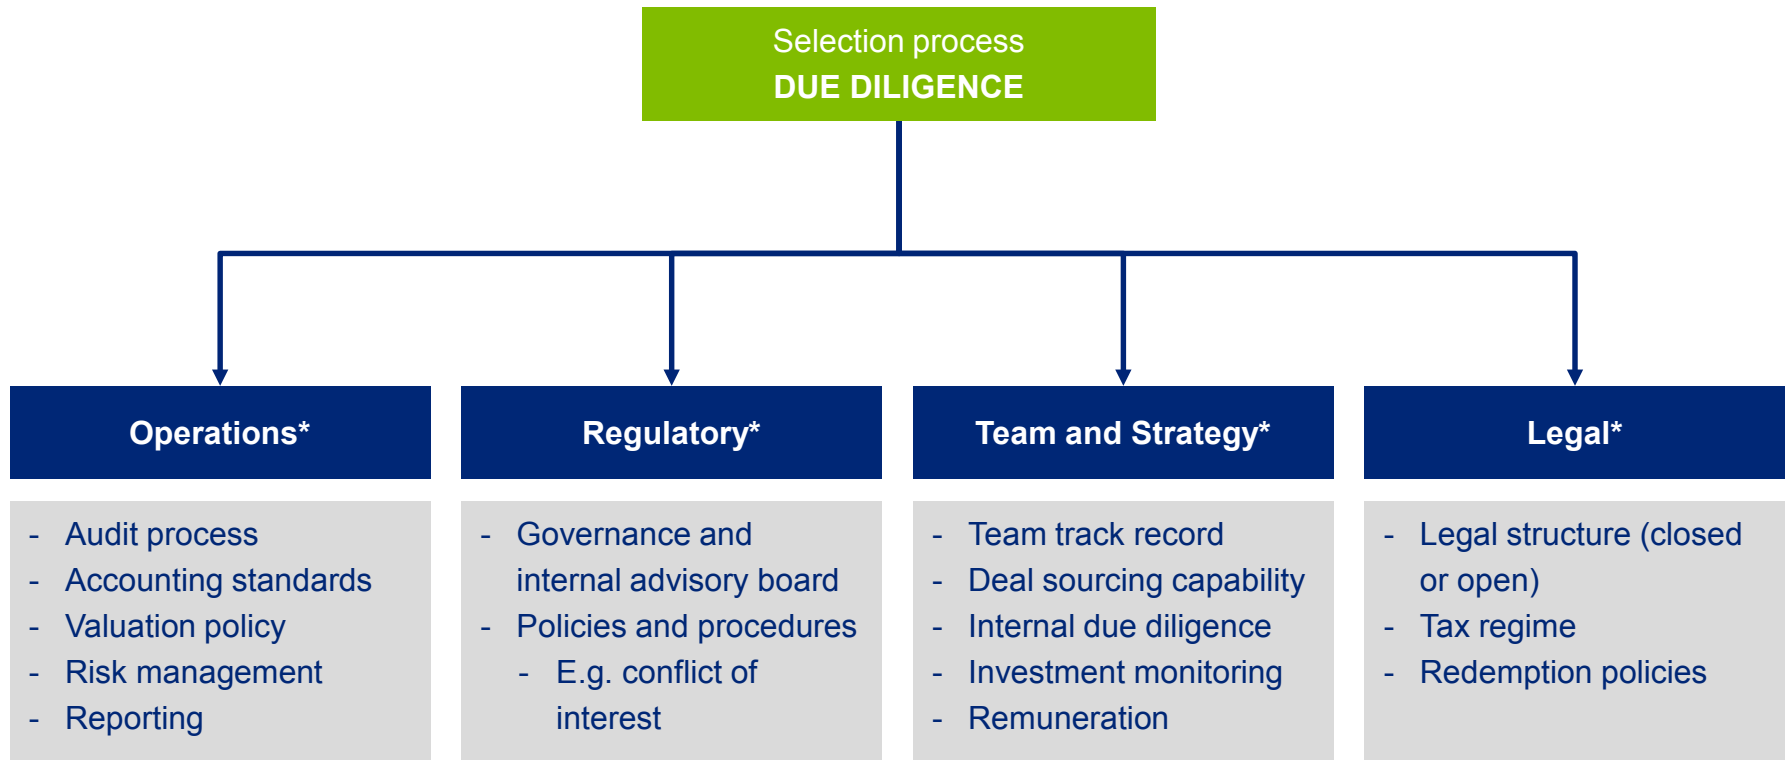 Selection process
DUE DILIGENCE
Operations*
- Audit process
- Accounting standards
- Valuation policy
- Risk management
- Reporting
Regulatory*
- Governance and
internal advisory board
- Policies and procedures
- E.g. conflict of
interest
Team and Strategy*
- Team track record
- Deal sourcing capability
- Internal due diligence
- Investment monitoring
- Remuneration
Legal*
- Legal structure (closed
or open)
- Tax regime
- Redemption policies